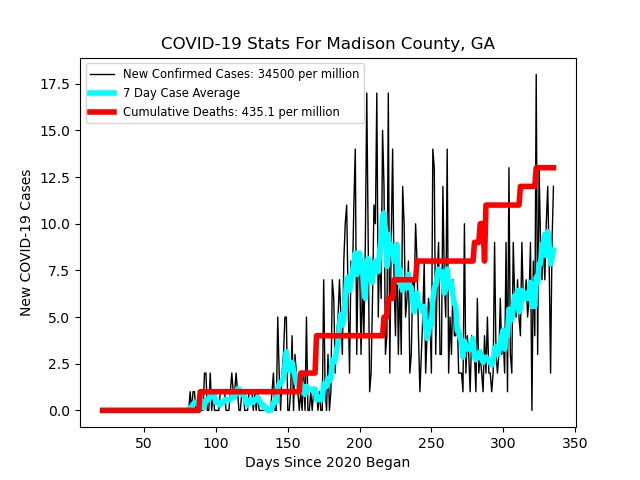 COVID-19 Stats For Madison County, GA
New Confirmed Cases: 34500 per million
7 Day Case Average
Cumulative Deaths: 435.1 per million
New COVID-19 Cases
17.5
15.0
12.5
10.0
7.5
5.0
2.5
0.0
50 100 150 200 250 300 350
Days Since 2020 Began